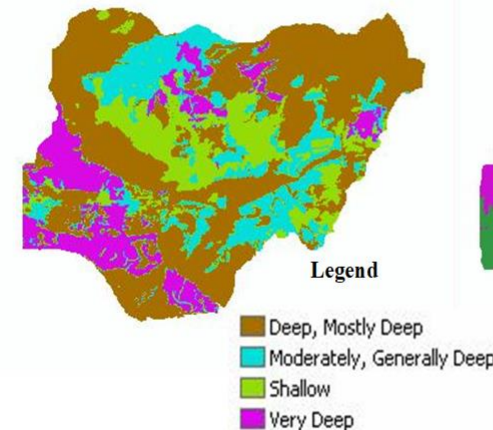 Legend
Deep, Mostly Deep
Moderately, Generally Deep
Shallow
Very Deep